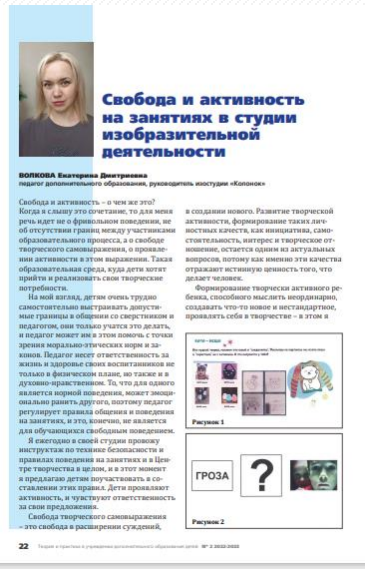 Свобода и активность
на занятиях в студии
изобразительной
деятельности
ВОЛКОВА Екатерина Дмитриевна
педагог дополнительного образования, руководитель изостудии «Колонок»
Свобода и активность – о чем же это?
Когда я слышу это сочетание, то для меня
речь идет не о фривольном поведении, не
об отсутствии границ между участниками
образовательного процесса, а о свободе
творческого самовыражения, о проявле-
нии активности в этом выражении. Такая
образовательная среда, куда дети хотят
прийти и реализовать свои творческие
потребности.
На мой взгляд, детям очень трудно
самостоятельно выстраивать допусти-
мые границы в общении со сверстником и
педагогом, они только учатся это делать,
и педагог может им в этом помочь с точки
зрения морально-этических норм и за-
конов. Педагог несет ответственность за
жизнь и здоровье своих воспитанников не
только в физическом плане, но также и в
духовно-нравственном. То, что для одного
является нормой поведения, может эмоци-
онально ранить другого, поэтому педагог
регулирует правила общения и поведения
на занятиях, и это, конечно, не является
для обучающихся свободным поведением.
Я ежегодно в своей студии провожу
инструктаж по технике безопасности и
правилах поведения на занятиях и в Цен-
тре творчества в целом, и в этот момент
я предлагаю детям поучаствовать в со-
ставлении этих правил. Дети проявляют
активность, и чувствуют ответственность
за свои предложения.
Свобода творческого самовыражения
– это свобода в расширении суждений,
в создании нового. Развитие творческой
активности, формирование таких лич-
ностных качеств, как инициатива, само-
стоятельность, интерес и творческое от-
ношение, остается одним из актуальных
вопросов, потому как именно эти качества
отражают истинную ценность того, что
делает человек.
Формирование творчески активного ре-
бенка, способного мыслить неординарно,
создавать что-то новое и нестандартное,
проявлять себя в творчестве – в этом я
Рисунок 1
ГРОЗА
?
Рисунок 2
22 Теория и практика в учреждении дополнительного образования детей № 2 2022/2023